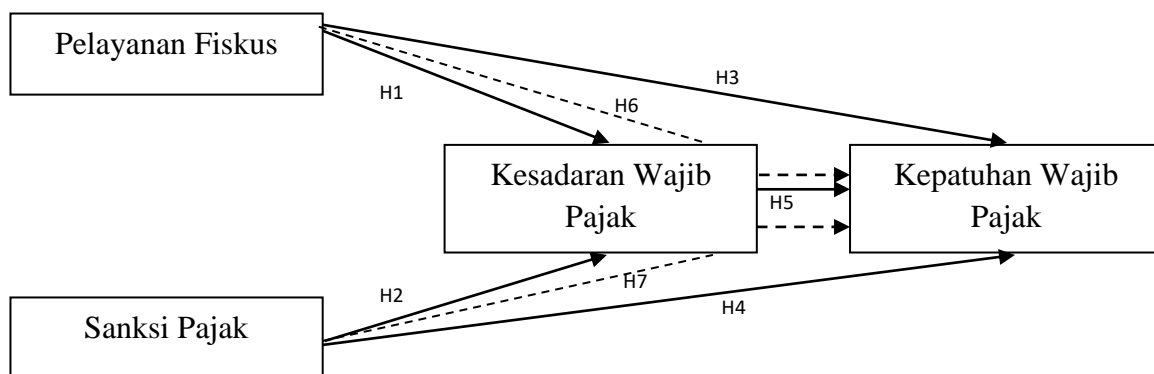 Pelayanan Fiskus
H3
H1
H6
Kesadaran Wajib
Pajak
H5
Kepatuhan Wajib
Pajak
H2
H7
H4
Sanksi Pajak